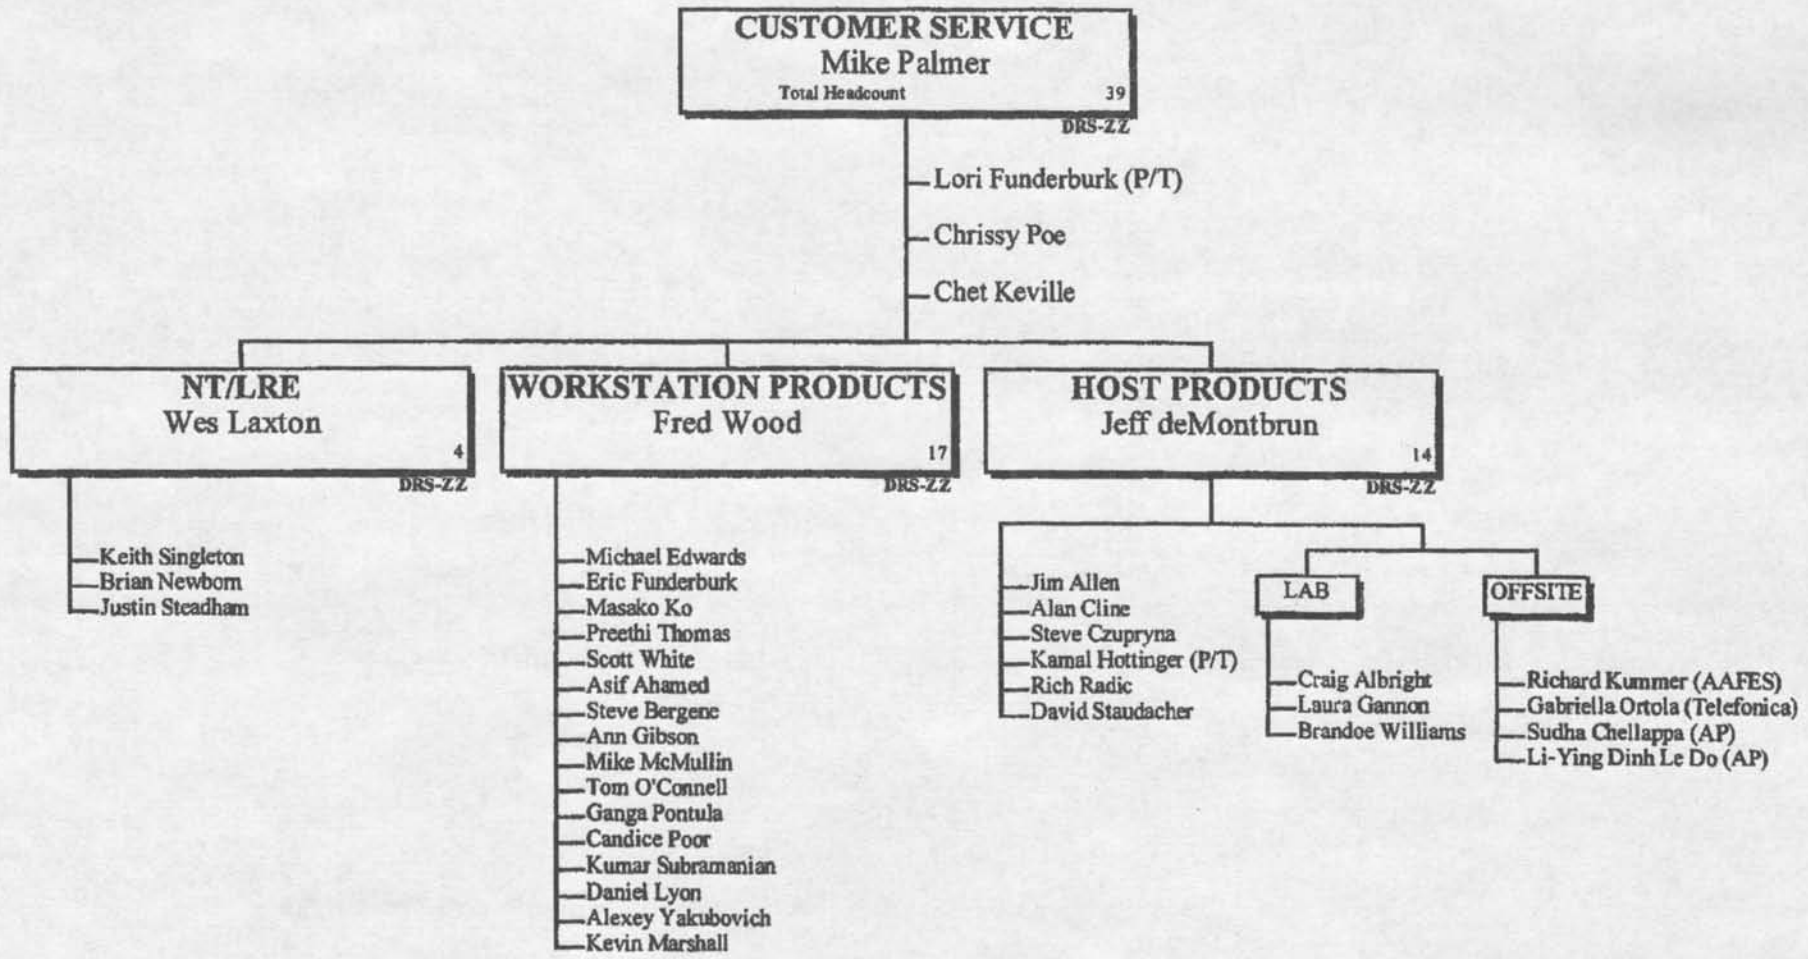 CUSTOMER SERVICE
Mike Palmer
Total Headcount 39
DRS-ZZ
Lori Funderburk (P/T)
Chrissy Poe
Chet Keville
NT/LRE
Wes Laxton
4
DRS-ZZ
Keith Singleton
Brian Newborn
Justin Steadham
WORKSTATION PRODUCTS
Fred Wood
17
DRS-ZZ
Michael Edwards
Eric Funderburk
Masako Ko
Preethi Thomas
Scott White
Asif Ahamed
Steve Bergene
Ann Gibson
Mike McMullin
Tom O'Connell
Ganga Pontula
Candice Poor
Kumar Subramanian
Daniel Lyon
Alexey Yakubovich
Kevin Marshall
HOST PRODUCTS
Jeff deMontbrun
14
DRS-ZZ
Jim Allen
Alan Cline
Steve Czupryna
Kamal Hottinger (P/T)
Rich Radic
David Staudacher
LAB
Craig Albright
Laura Gannon
Brandoe Williams
OFFSITE
Richard Kummer (AAFES)
Gabriella Ortola (Telefonica)
Sudha Chellappa (AP)
Li-Ying Dinh Le Do (AP)